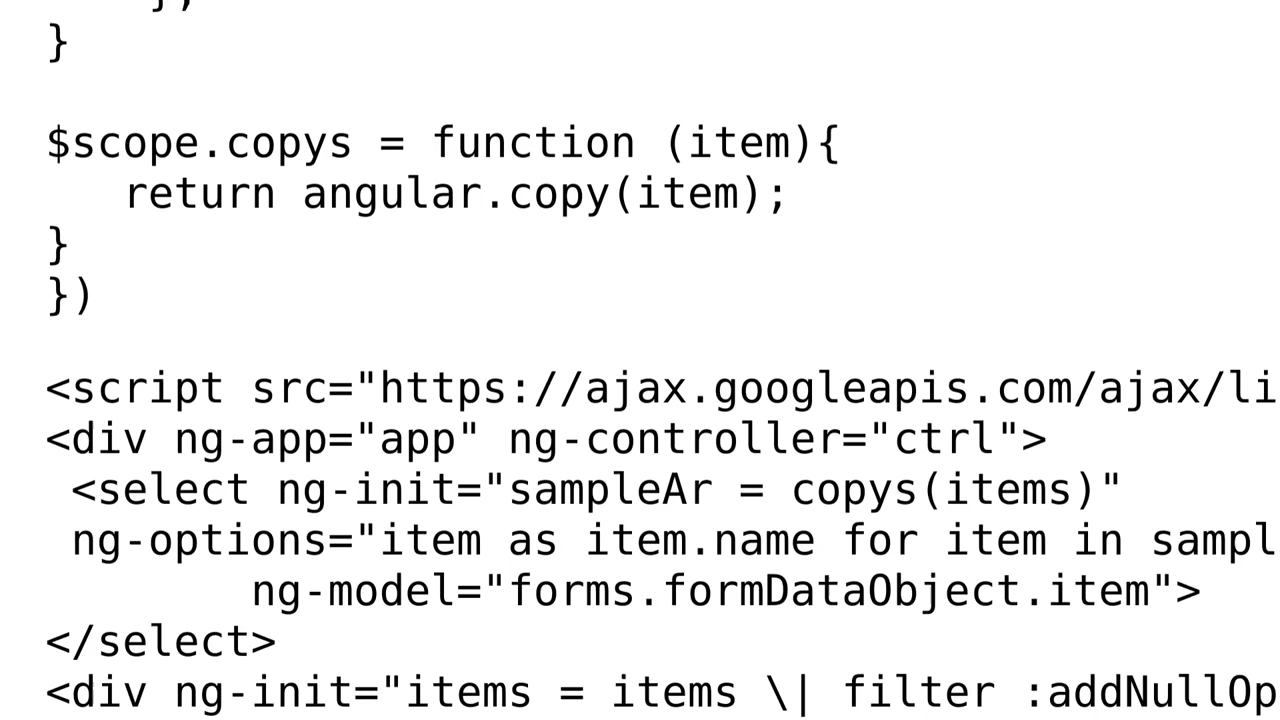 };
}
$scope.copys = function (item){
return angular.copy(item);
}
})
<script src="https://ajax.googleapis.com/ajax/li
<div ng-app="app" ng-controller="ctrl">
<select ng-init="sampleAr = copys(items)"
ng-options="item as item.name for item in sampl
ng-model="forms.formDataObject.item">
</select>
<div ng-init="items = items \| filter :addNullOp